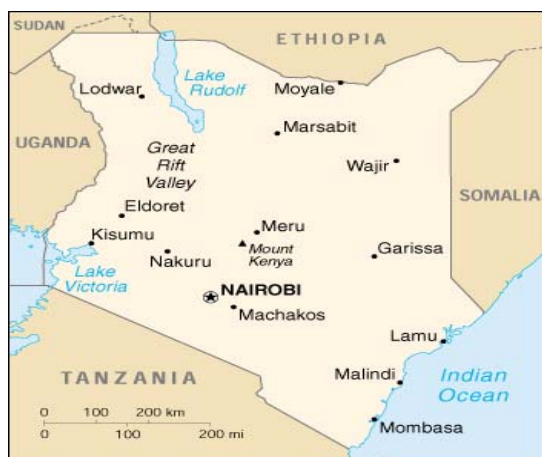 SUDAN
ETHIOPIA
Lake
Rudolf
Lodwar
Moyale
Marsabit
UGANDA
Great
Rift
Valley
Wajir
SOMALIA
Eldoret
Kisumu
Meru
Mount
Kenya
Garissa
Nakuru
Lake
Victoria
NAIROBI
Machakos
Lamu
TANZANIA
Malindi
Indian
Ocean
0 100 200 km
0 100 200 mi
Mombasa